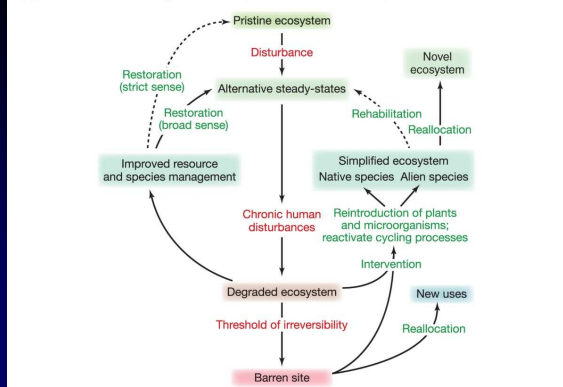 Pristine ecosystem
Disturbance
Novel
ecosystem
Restoration
(strict sense)
Alternative steady-states
Restoration
(broad sense)
Rehabilitation
Reallocation
Improved resource
and species management
Simplified ecosystem
Native species Alien species
Chronic human
disturbances
Reintroduction of plants
and microorganisms;
reactivate cycling processes
Intervention
Degraded ecosystem
New uses
Threshold of irreversibility
Reallocation
Barren site